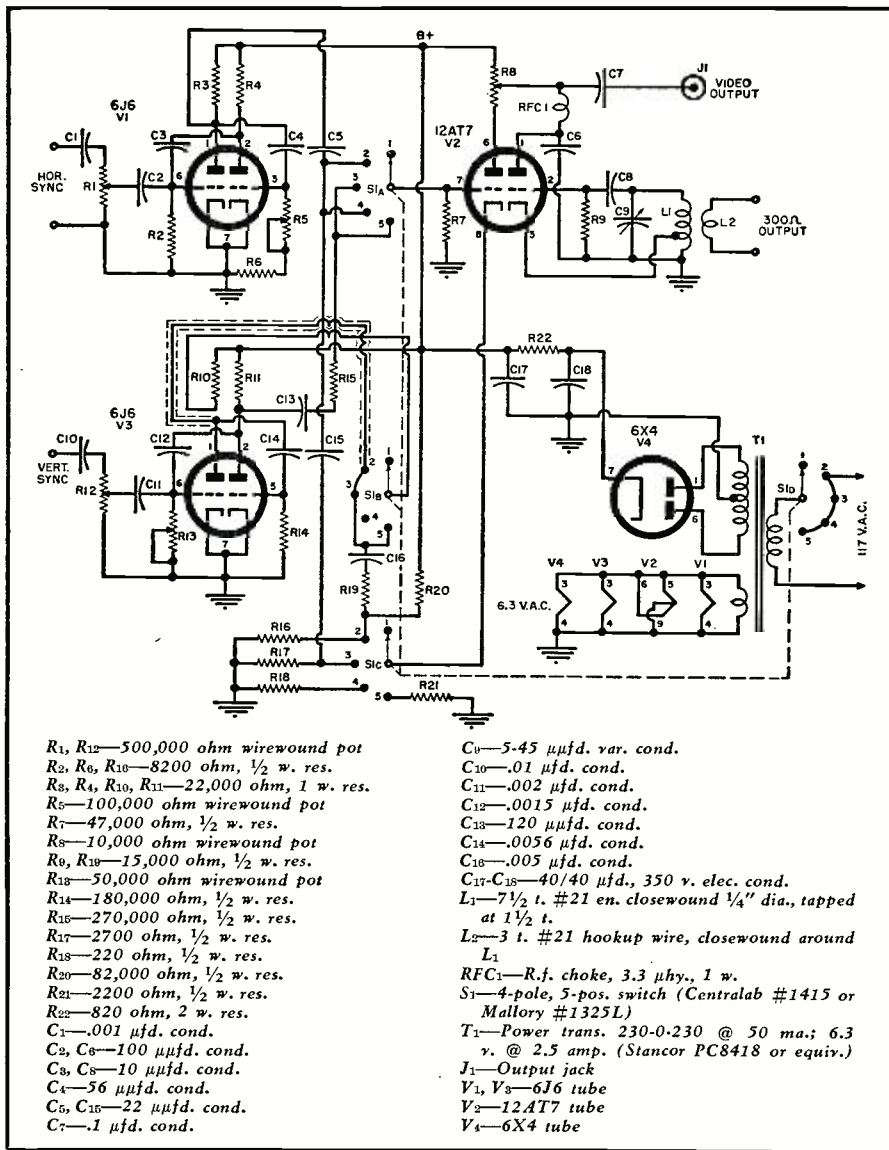 B+
R3
R4
R8
C7
J1
VIDEO OUTPUT
RFC1
6J6
V1
C1
C3
C4
C5
12AT7
V2
C6
6
2
1
2
6
1
C8
HOR. SYNC
R1
C2
6
5
3
S1A
7
2
R7
R9
C9
L1
L2
300Ω OUTPUT
4
5
R2
7
R5
R6
8
3
R10
R11
C13
R15
R22
C17
C18
6J6
V3
C10
C12
C14
C15
6X4
V4
T1
1
2
1
2
7
1
6
S1D
2
3
4
5
1
117 V.A.C.
VERT. SYNC
R12
C11
6
5
3
S1B
4
5
R13
7
R14
C16
R19
R20
V4
V3
V2
V1
3
3
6
5
3
6.3 V.A.C.
4
4
9
4
R16
R17
R18
2
1
3
S1C
4
5
R21
R1, R12—500,000 ohm wirewound pot
R2, R6, R16—8200 ohm, 1/2 w. res.
R3, R4, R10, R11—22,000 ohm, 1 w. res.
R5—100,000 ohm wirewound pot
R7—47,000 ohm, 1/2 w. res.
R8—10,000 ohm wirewound pot
R9, R19—15,000 ohm, 1/2 w. res.
R13—50,000 ohm wirewound pot
R14—180,000 ohm, 1/2 w. res.
R15—270,000 ohm, 1/2 w. res.
R17—2700 ohm, 1/2 w. res.
R18—220 ohm, 1/2 w. res.
R20—82,000 ohm, 1/2 w. res.
R21—2200 ohm, 1/2 w. res.
R22—820 ohm, 2 w. res.
C1—.001 μfd. cond.
C2, C6—100 μμfd. cond.
C3, C8—10 μμfd. cond.
C4—56 μμfd. cond.
C5, C15—22 μμfd. cond.
C7—.1 μfd. cond.
C9—5-45 μμfd. var. cond.
C10—.01 μfd. cond.
C11—.002 μfd. cond.
C12—.0015 μfd. cond.
C13—120 μμfd. cond.
C14—.0056 μfd. cond.
C16—.005 μfd. cond.
C17-C18—40/40 μfd., 350 v. elec. cond.
L1—7 1/2 t. #21 en. closewound 1/4" dia., tapped
at 1 1/2 t.
L2—3 t. #21 hookup wire, closewound around
L1
RFC1—R.f. choke, 3.3 μhy., 1 w.
S1—4-pole, 5-pos. switch (Centralab #1415 or
Mallory #1325L)
T1—Power trans. 230-0-230 @ 50 ma.; 6.3
v. @ 2.5 amp. (Stancor PC8418 or equiv.)
J1—Output jack
V1, V3—6J6 tube
V2—12AT7 tube
V4—6X4 tube